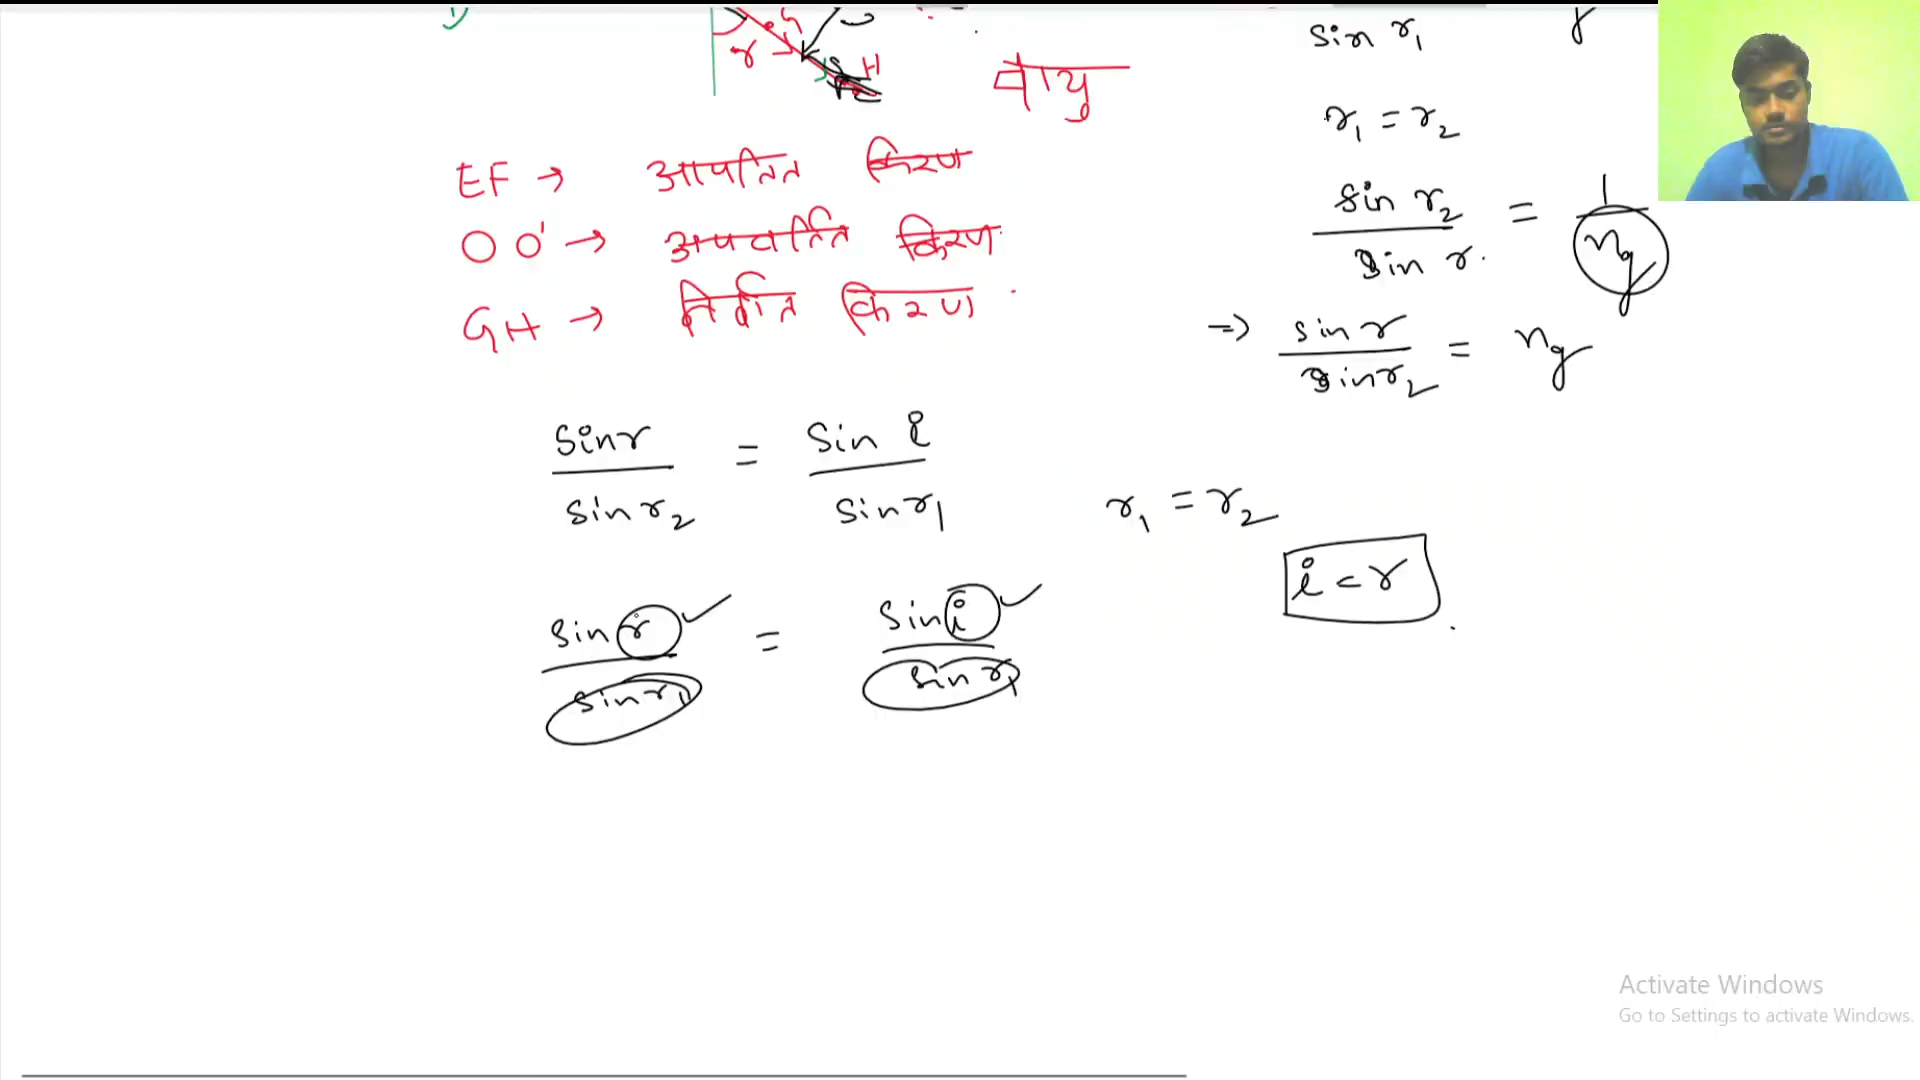 r G H
वायु
EF → आपतित किरण
OO' → अपवर्तित किरण
GH → निर्गत किरण
sin r / sin r₂ = sin i / sin r₁
sin r / sin r₁ = sin i / sin r₁
sin r₁
r₁ = r₂
sin r₂ / sin r = 1 / ng
=> sin r / sin r₂ = ng
r₁ = r₂
i = r
Activate Windows
Go to Settings to activate Windows.